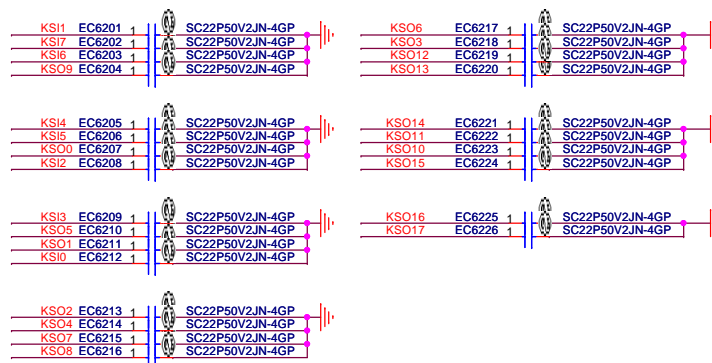 KSI1 EC6201 1 SC22P50V2JN-4GP
KSI7 EC6202 1 SC22P50V2JN-4GP
KSI6 EC6203 1 SC22P50V2JN-4GP
KSO9 EC6204 1 SC22P50V2JN-4GP
KSI4 EC6205 1 SC22P50V2JN-4GP
KSI5 EC6206 1 SC22P50V2JN-4GP
KSO0 EC6207 1 SC22P50V2JN-4GP
KSI2 EC6208 1 SC22P50V2JN-4GP
KSI3 EC6209 1 SC22P50V2JN-4GP
KSO5 EC6210 1 SC22P50V2JN-4GP
KSO1 EC6211 1 SC22P50V2JN-4GP
KSI0 EC6212 1 SC22P50V2JN-4GP
KSO2 EC6213 1 SC22P50V2JN-4GP
KSO4 EC6214 1 SC22P50V2JN-4GP
KSO7 EC6215 1 SC22P50V2JN-4GP
KSO8 EC6216 1 SC22P50V2JN-4GP
KSO6 EC6217 1 SC22P50V2JN-4GP
KSO3 EC6218 1 SC22P50V2JN-4GP
KSO12 EC6219 1 SC22P50V2JN-4GP
KSO13 EC6220 1 SC22P50V2JN-4GP
KSO14 EC6221 1 SC22P50V2JN-4GP
KSO11 EC6222 1 SC22P50V2JN-4GP
KSO10 EC6223 1 SC22P50V2JN-4GP
KSO15 EC6224 1 SC22P50V2JN-4GP
KSO16 EC6225 1 SC22P50V2JN-4GP
KSO17 EC6226 1 SC22P50V2JN-4GP